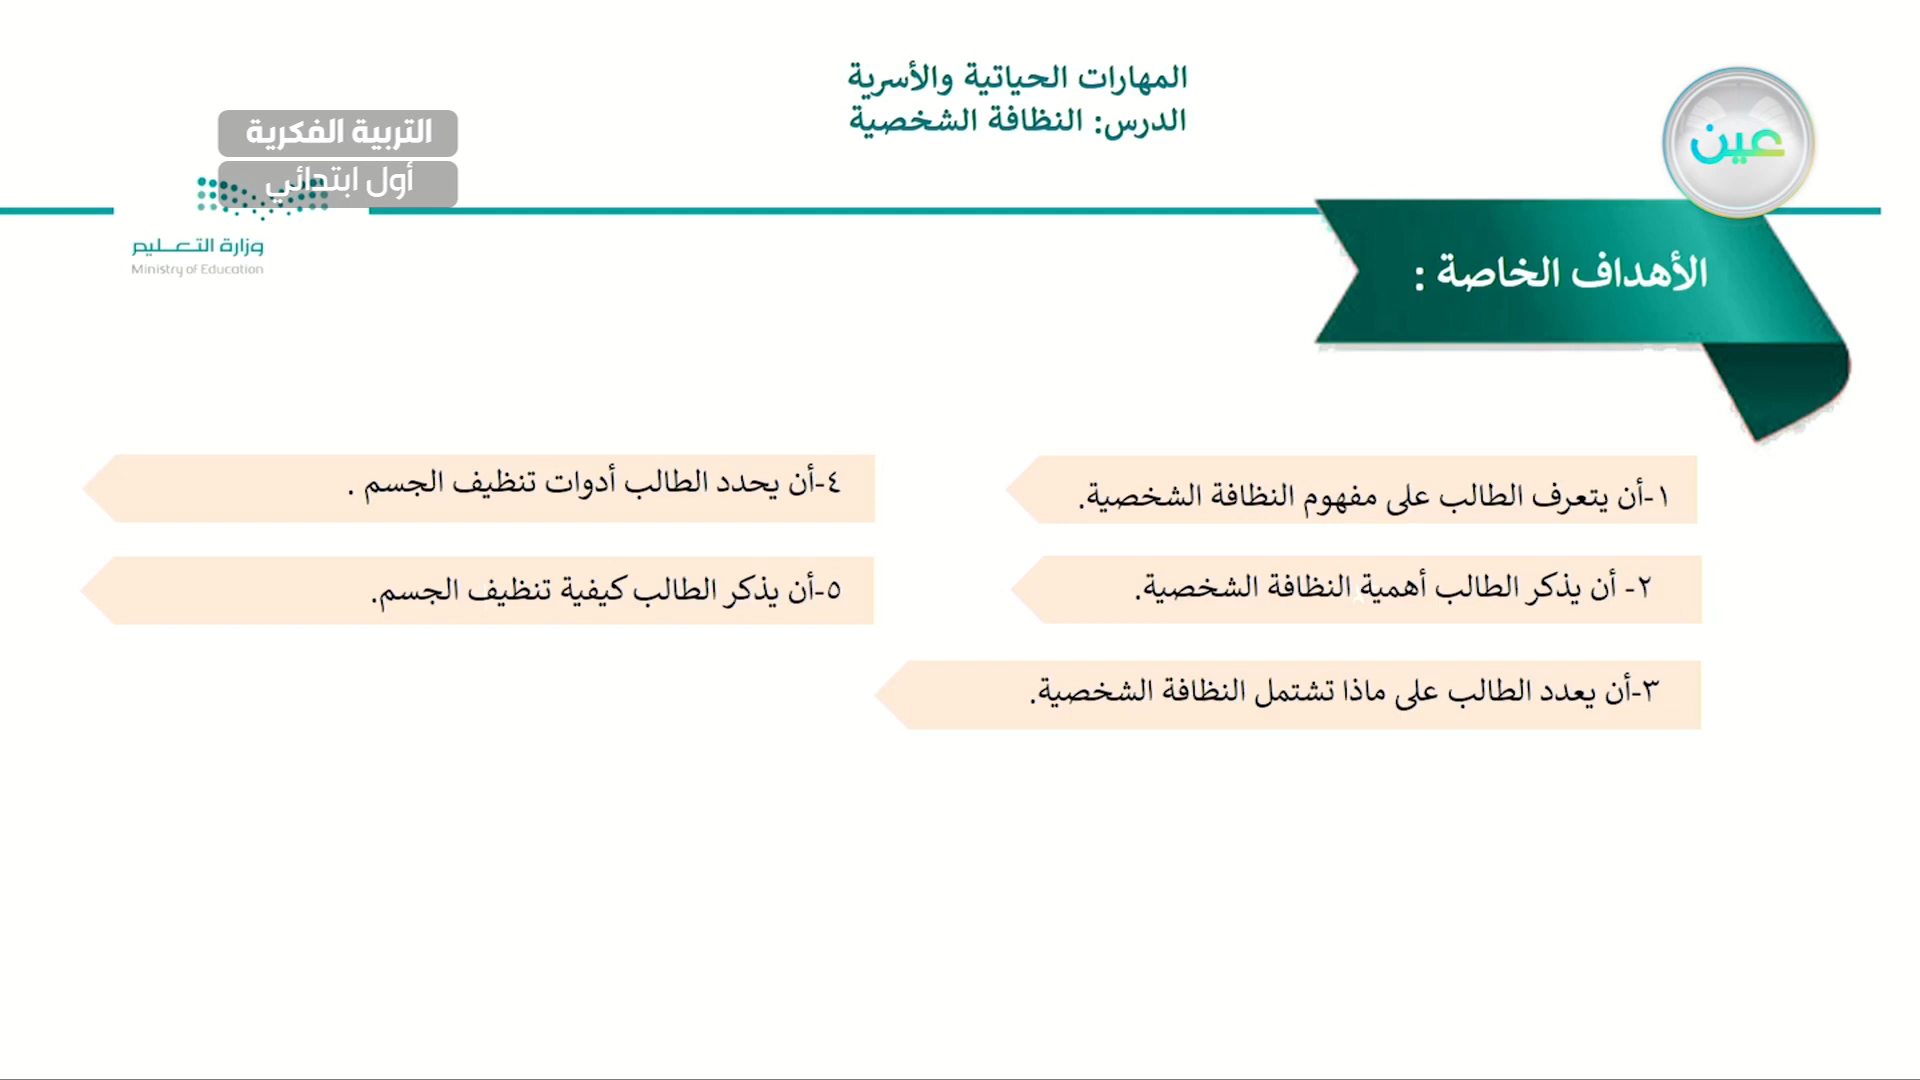 المهارات الحياتية والأسرية
الدرس: النظافة الشخصية
عين
التربية الفكرية
أول ابتدائي
وزارة التعليم
Ministry of Education
الأهداف الخاصة :
١-أن يتعرف الطالب على مفهوم النظافة الشخصية.
٢- أن يذكر الطالب أهمية النظافة الشخصية.
٣-أن يعدد الطالب على ماذا تشتمل النظافة الشخصية.
٤-أن يحدد الطالب أدوات تنظيف الجسم .
٥-أن يذكر الطالب كيفية تنظيف الجسم.